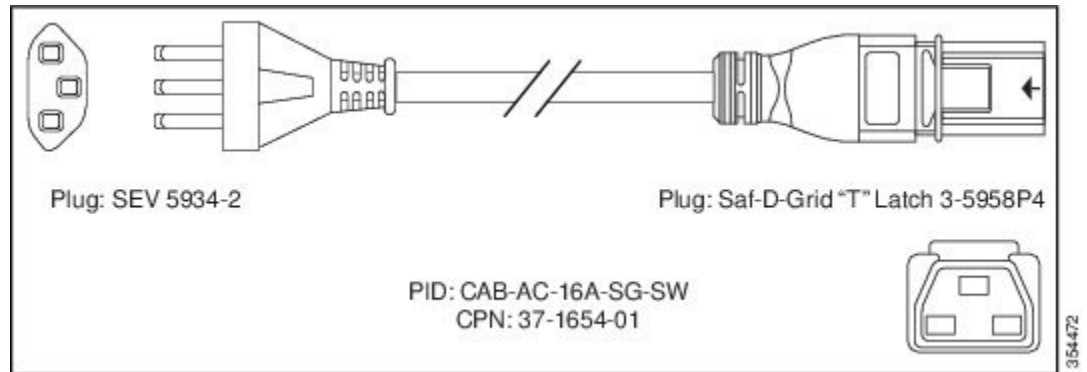 Plug: SEV 5934-2
Plug: Saf-D-Grid “T” Latch 3-5958P4
PID: CAB-AC-16A-SG-SW
CPN: 37-1654-01
354472